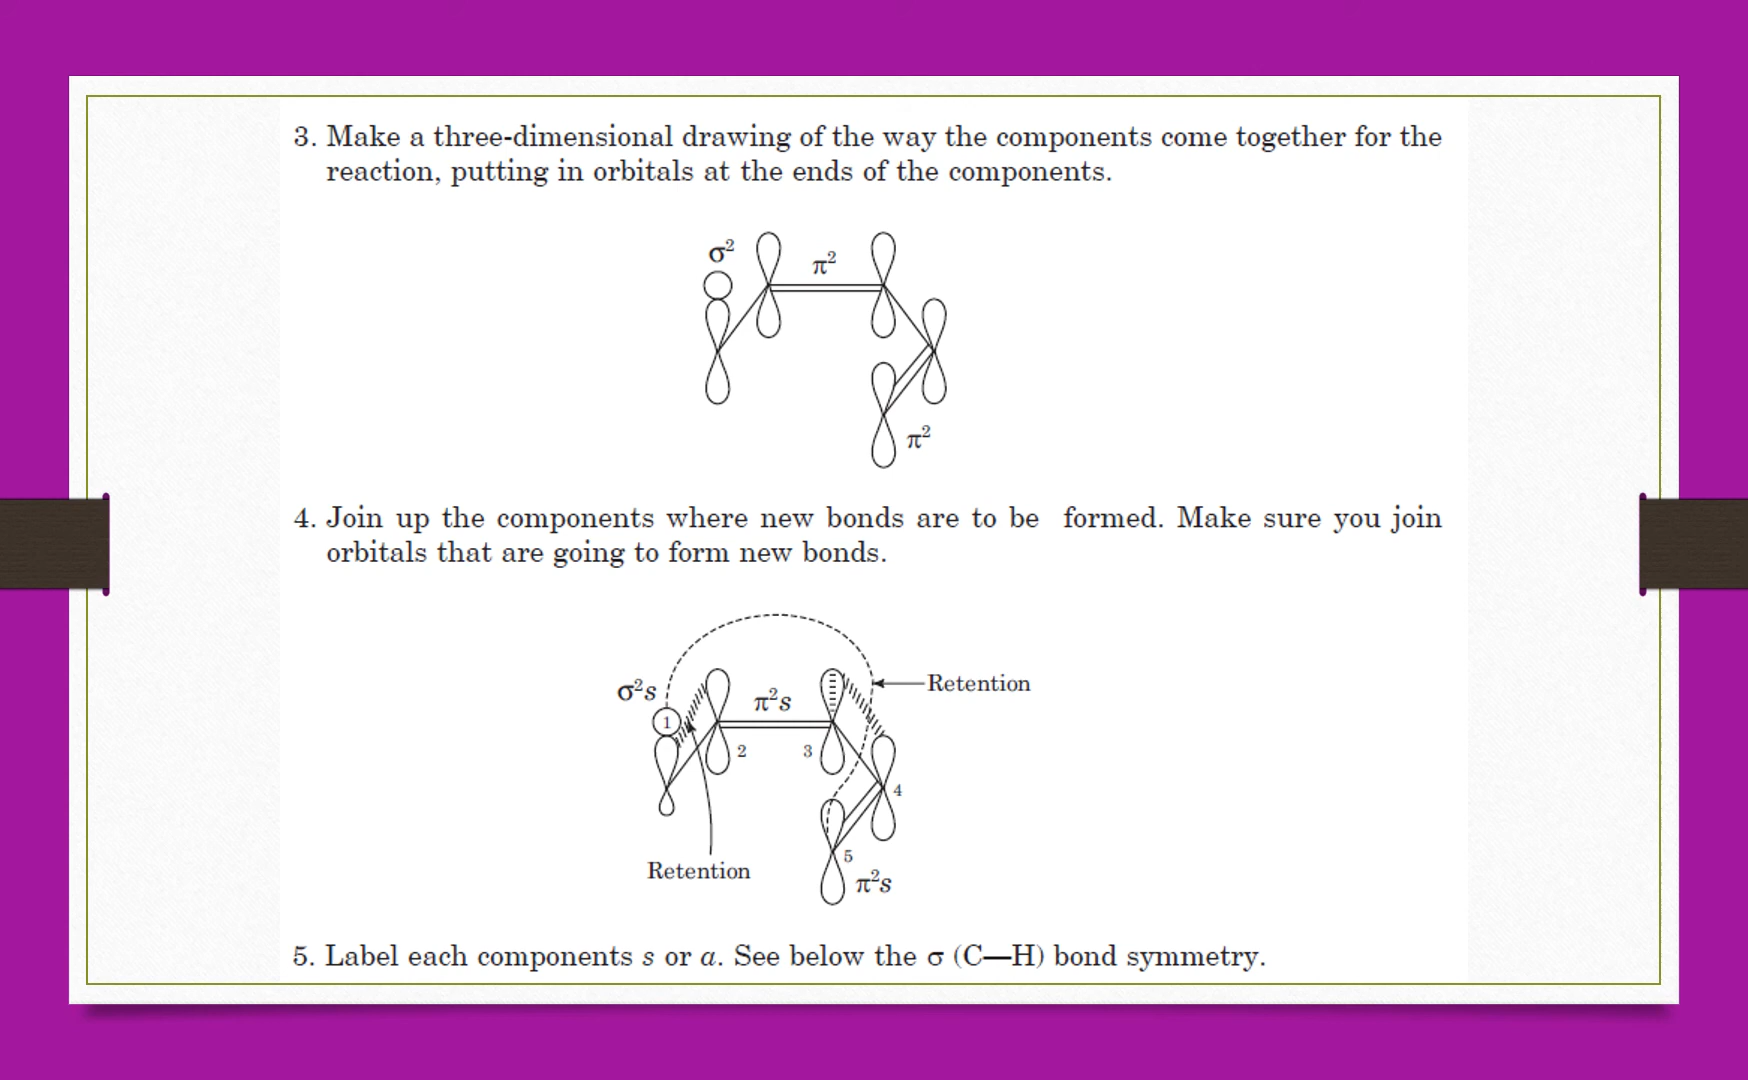 3. Make a three-dimensional drawing of the way the components come together for the
reaction, putting in orbitals at the ends of the components.
σ²
π²
π²
4. Join up the components where new bonds are to be formed. Make sure you join
orbitals that are going to form new bonds.
Retention
σ²s
π²s
1
2
3
4
5
Retention
π²s
5. Label each components s or a. See below the σ (C—H) bond symmetry.